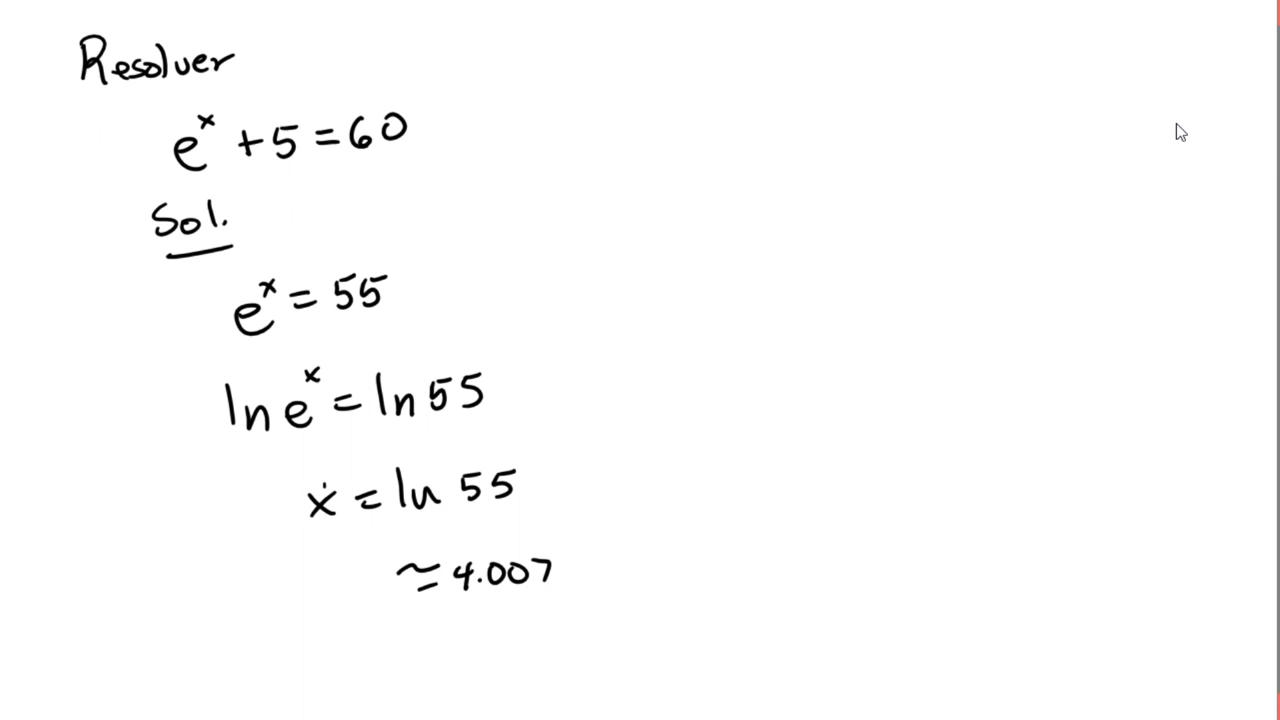 Resolver
e^x + 5 = 60
Sol.
e^x = 55
ln e^x = ln 55
x = ln 55
≃ 4.007